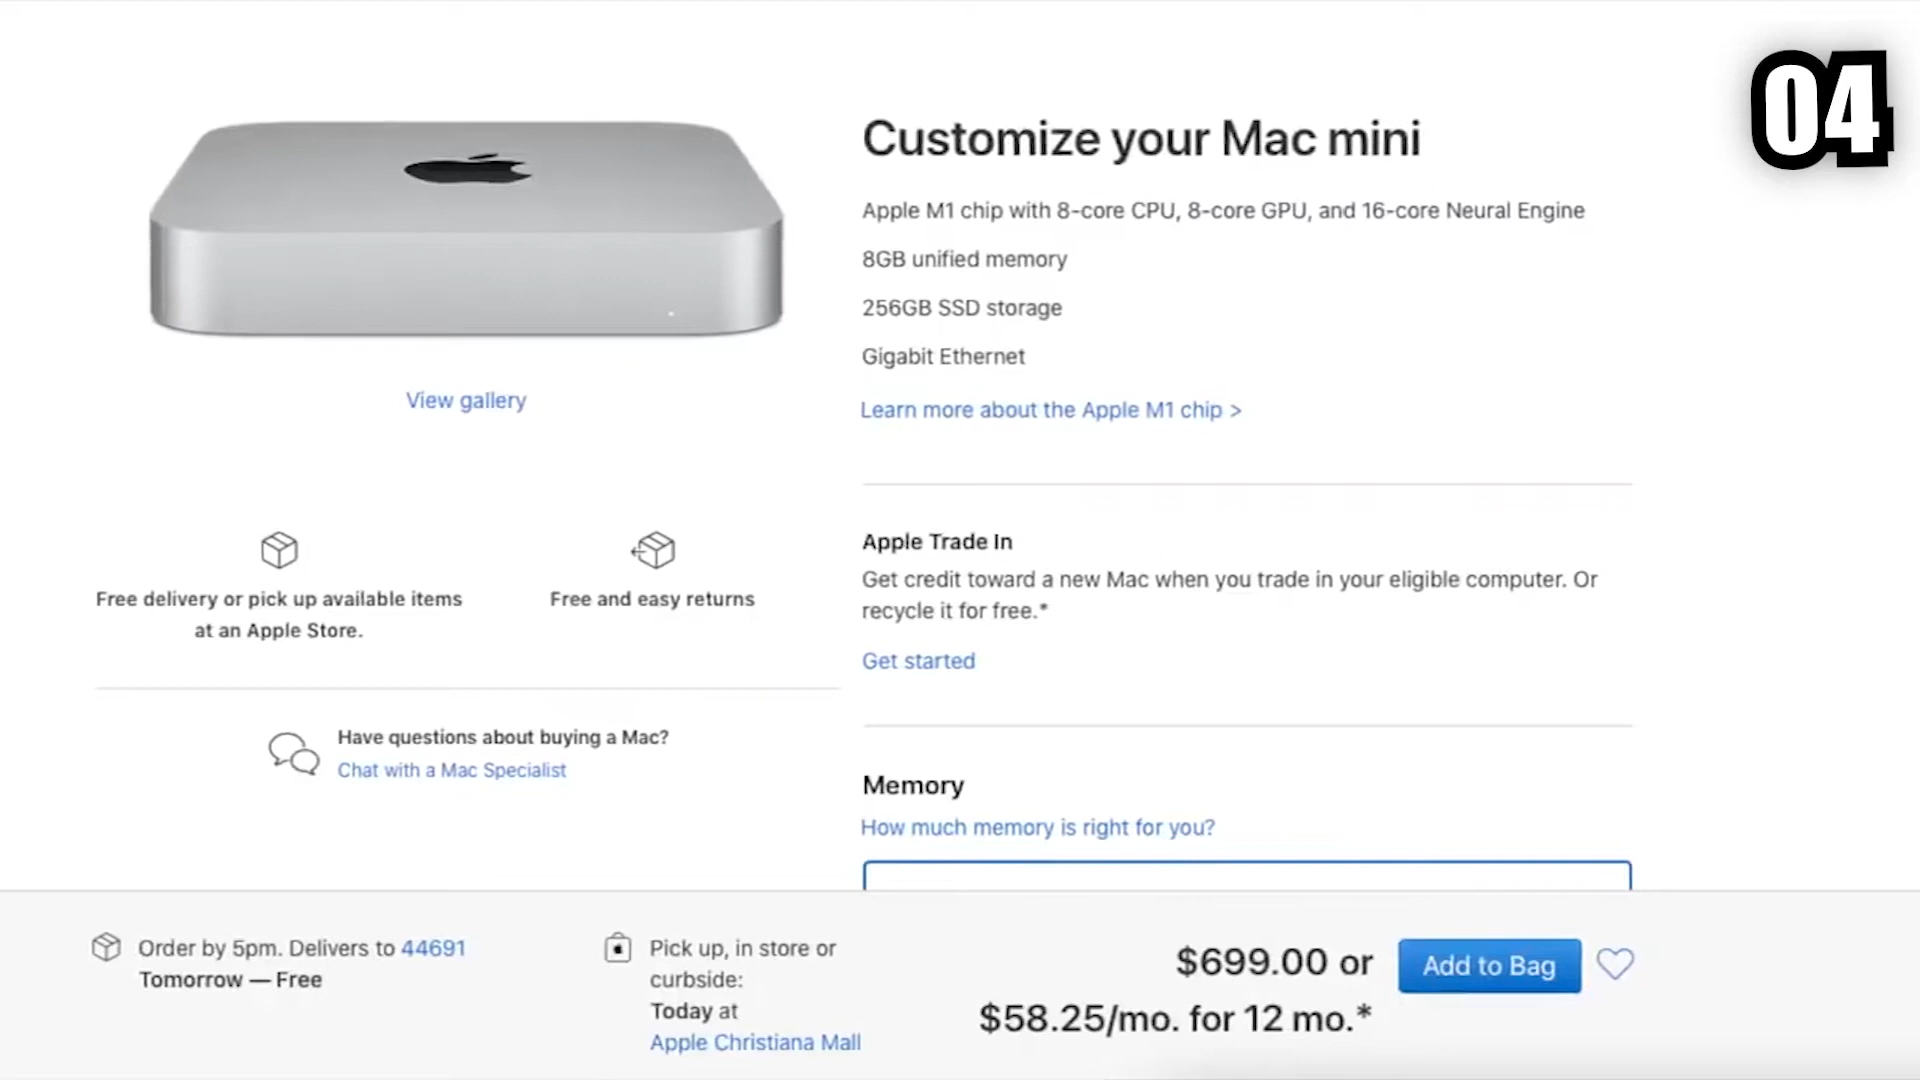 04
Customize your Mac mini
Apple M1 chip with 8-core CPU, 8-core GPU, and 16-core Neural Engine
8GB unified memory
256GB SSD storage
Gigabit Ethernet
Learn more about the Apple M1 chip >
View gallery
Free delivery or pick up available items
at an Apple Store.
Free and easy returns
Have questions about buying a Mac?
Chat with a Mac Specialist
Apple Trade In
Get credit toward a new Mac when you trade in your eligible computer. Or
recycle it for free.*
Get started
Memory
How much memory is right for you?
Order by 5pm. Delivers to 44691
Tomorrow — Free
Pick up, in store or
curbside:
Today at
Apple Christiana Mall
$699.00 or
$58.25/mo. for 12 mo.*
Add to Bag